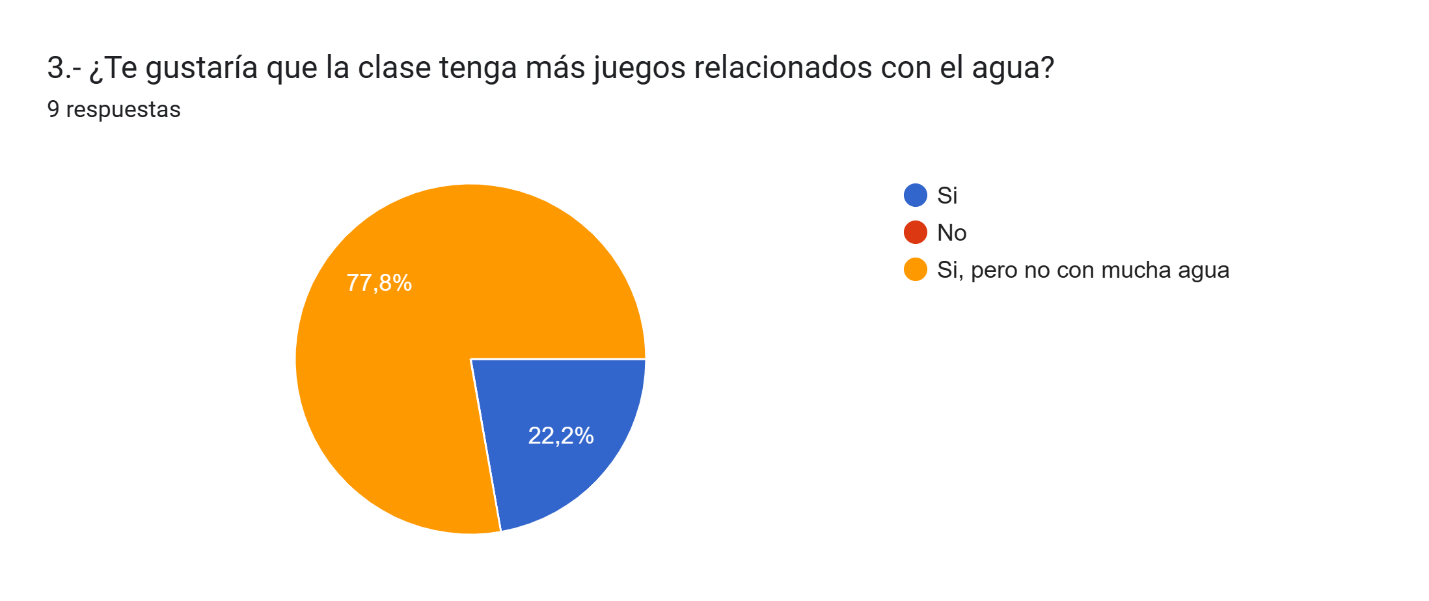 3.- ¿Te gustaría que la clase tenga más juegos relacionados con el agua?
9 respuestas
Si
No
Si, pero no con mucha agua
77,8%
22,2%